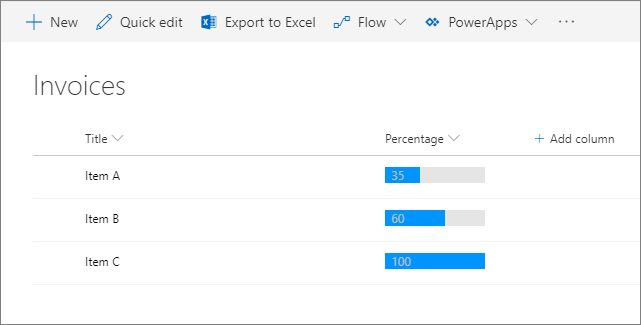 New Quick edit Export to Excel Flow PowerApps ...
Invoices
Title Percentage + Add column
Item A 35
Item B 60
Item C 100